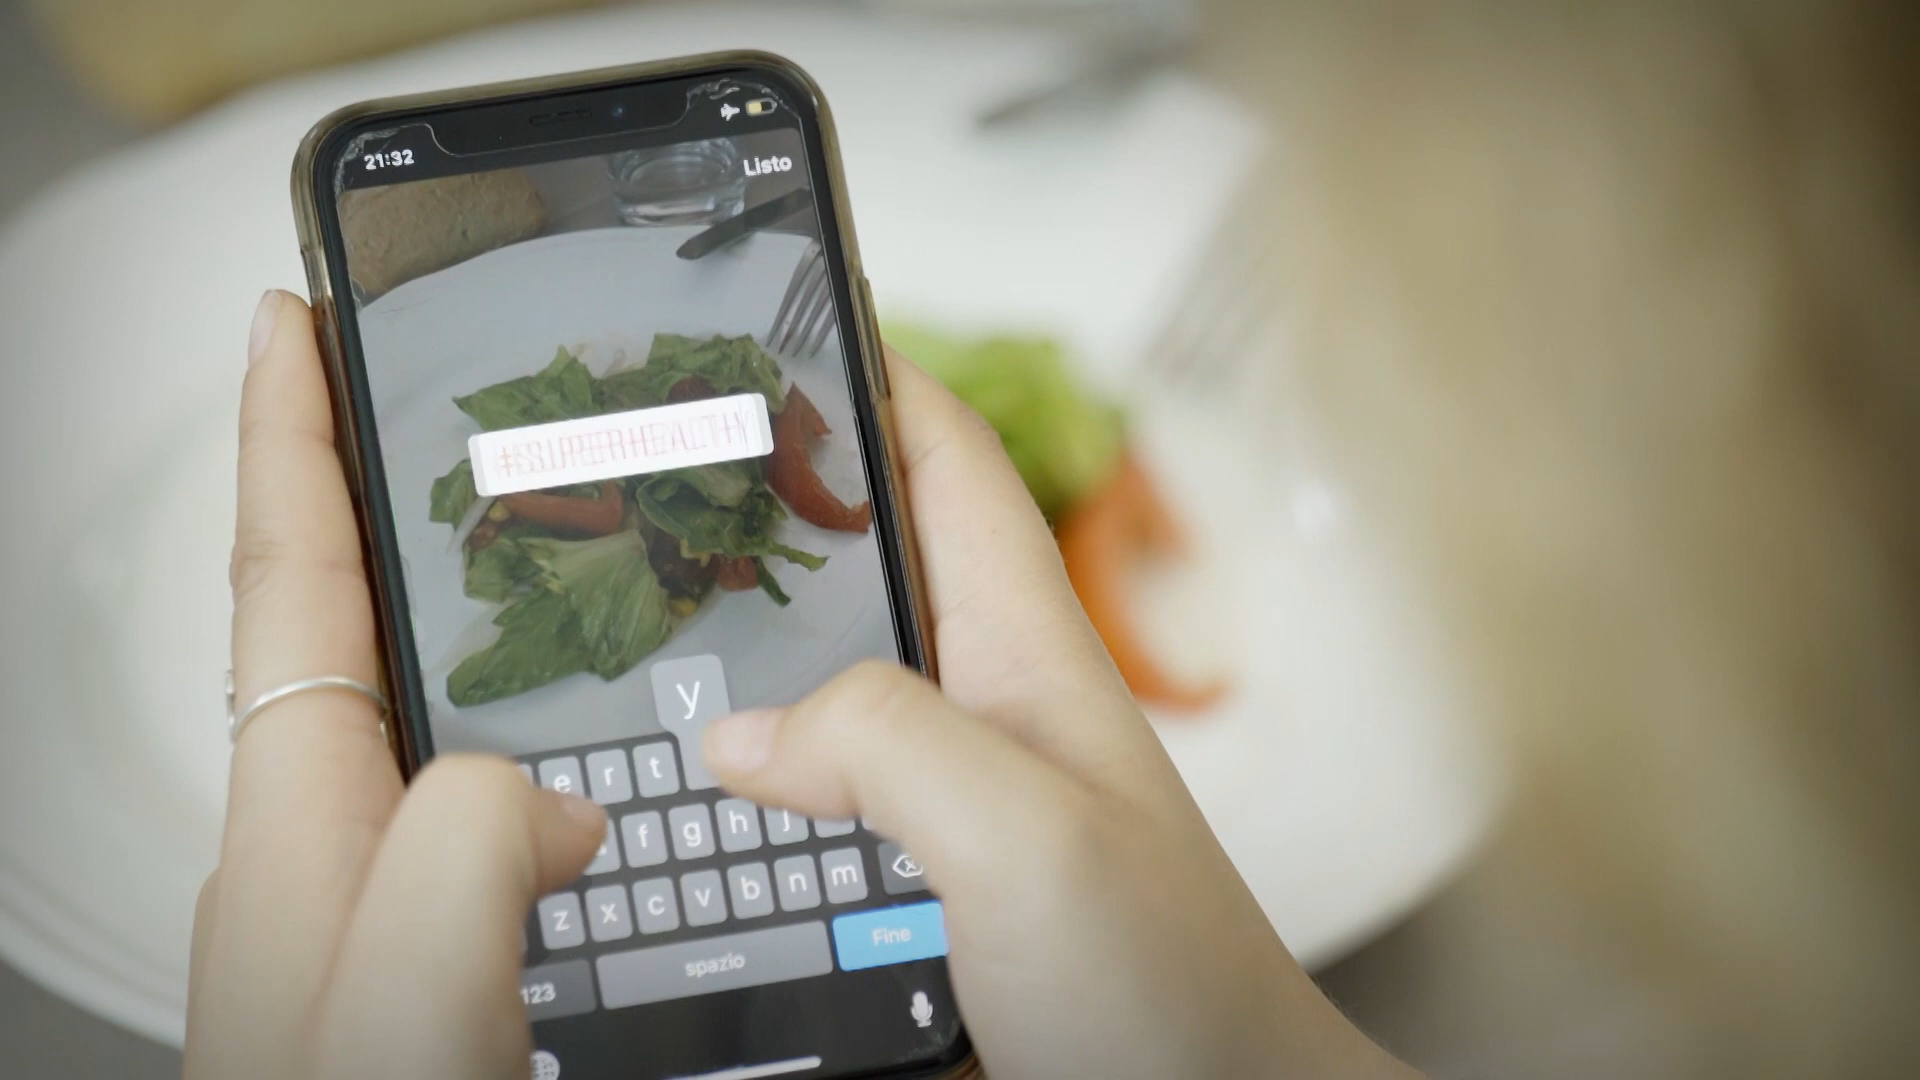 21:32
Listo
#SUPERHEALTHY
y
e r t
f g h j
z x c v b n m
123 spazio Fine